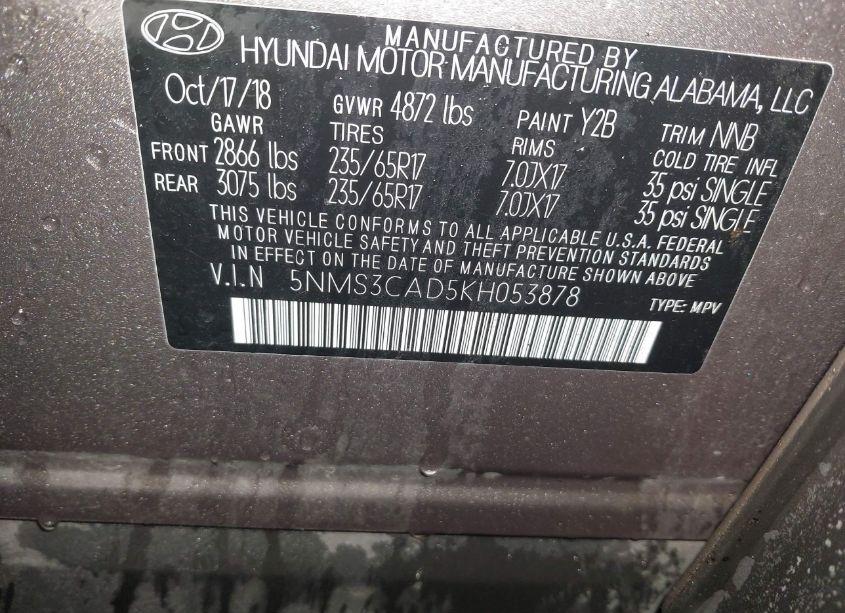 MANUFACTURED BY
HYUNDAI MOTOR MANUFACTURING ALABAMA, LLC
Oct/17/18 GVWR 4872 lbs PAINT Y2B TRIM NNB
GAWR TIRES RIMS COLD TIRE INFL
FRONT 2866 lbs 235/65R17 7.0JX17 35 psi SINGLE
REAR 3075 lbs 235/65R17 7.0JX17 35 psi SINGLE
THIS VEHICLE CONFORMS TO ALL APPLICABLE U.S.A. FEDERAL
MOTOR VEHICLE SAFETY AND THEFT PREVENTION STANDARDS
IN EFFECT ON THE DATE OF MANUFACTURE SHOWN ABOVE
V.I.N 5NMS3CAD5KH053878 TYPE: MPV